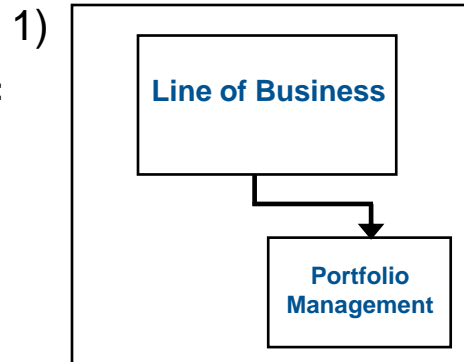 1)
:
Line of Business
Portfolio
Management